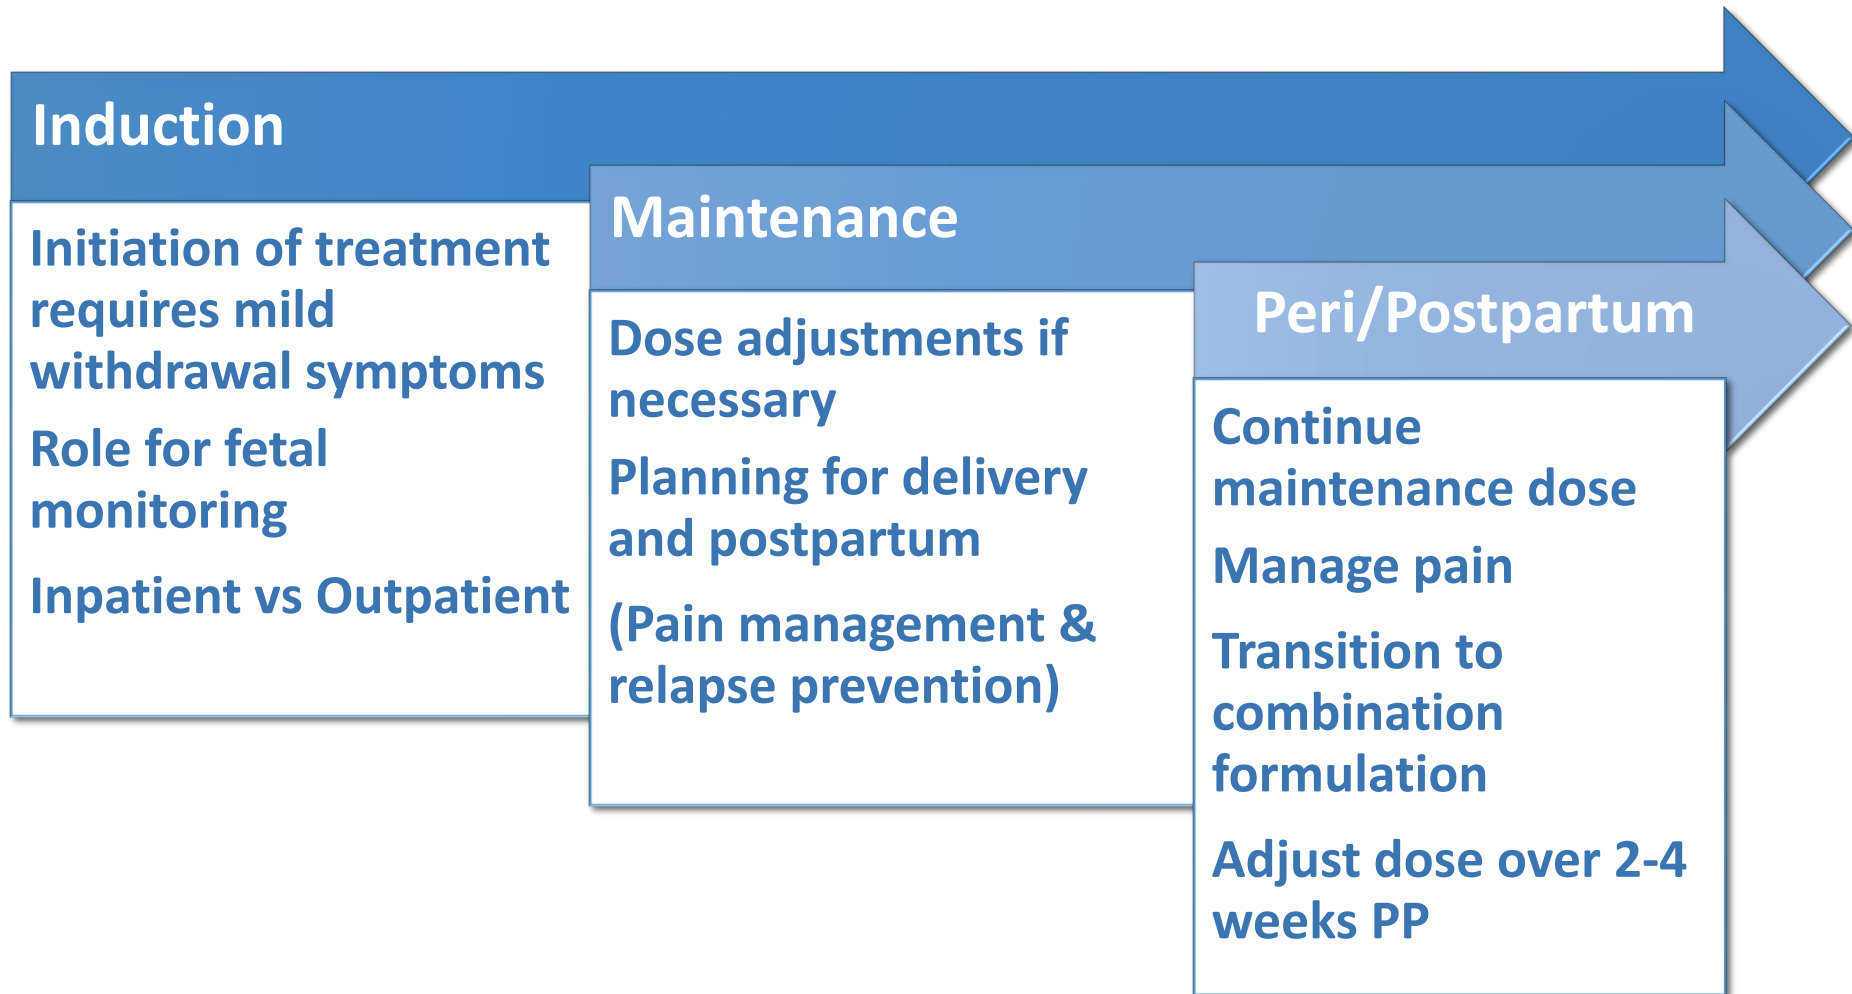 Induction
Initiation of treatment
requires mild
withdrawal symptoms
Role for fetal
monitoring
Inpatient vs Outpatient
Maintenance
Dose adjustments if
necessary
Planning for delivery
and postpartum
(Pain management &
relapse prevention)
Peri/Postpartum
Continue
maintenance dose
Manage pain
Transition to
combination
formulation
Adjust dose over 2-4
weeks PP